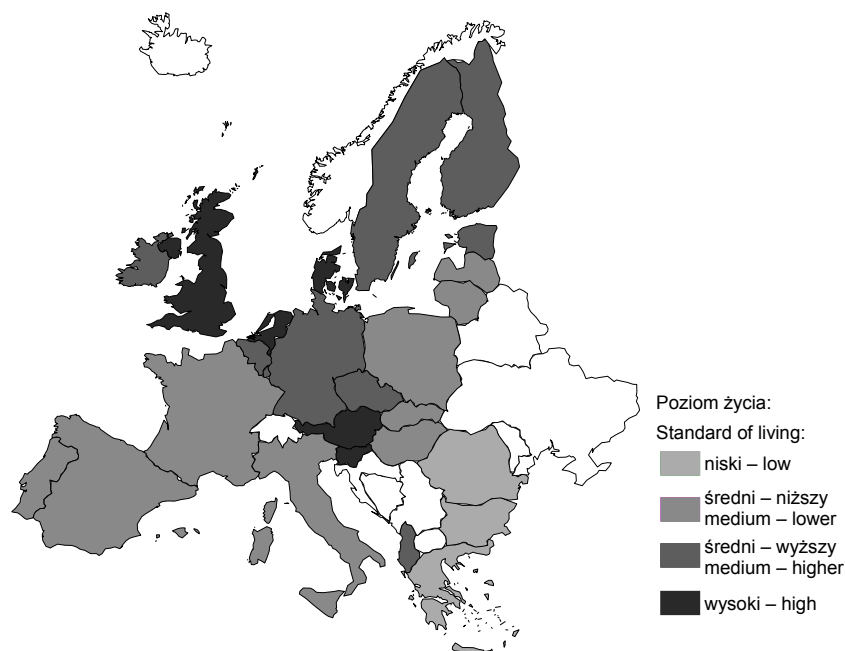 Poziom życia:
Standard of living:
niski – low
średni – niższy
medium – lower
średni – wyższy
medium – higher
wysoki – high